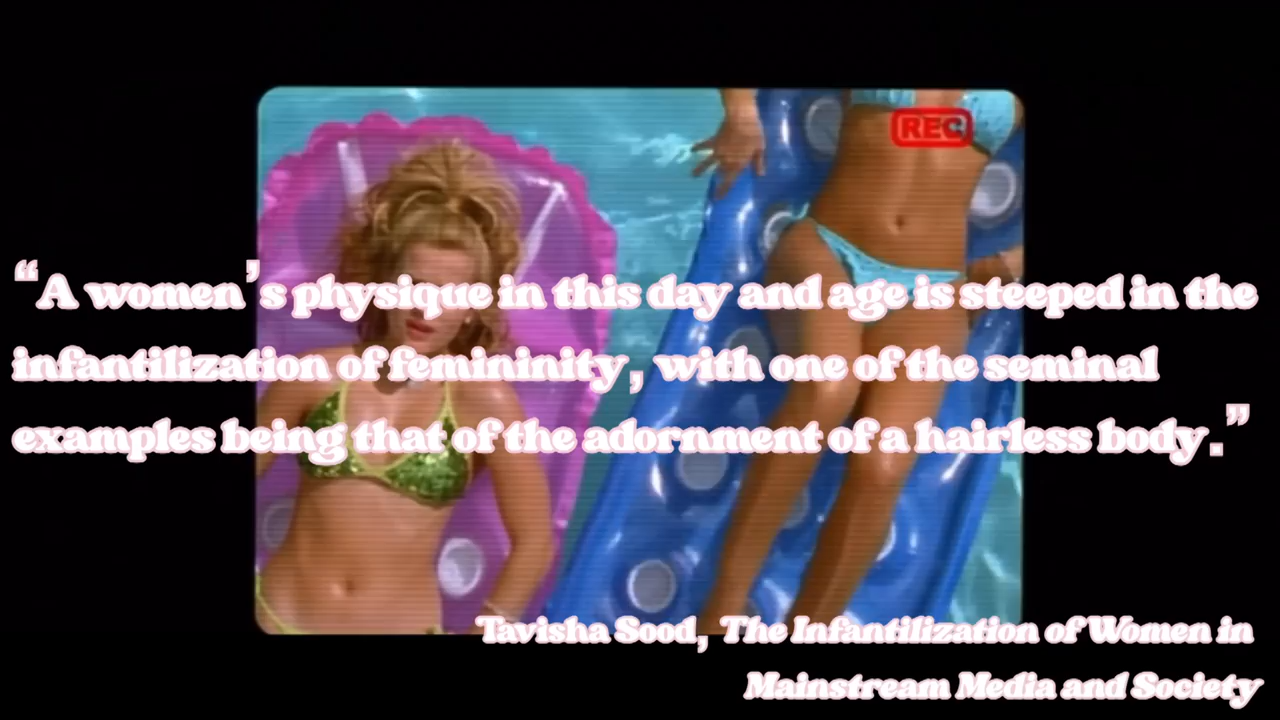 REC
“A women’s physique in this day and age is steeped in the
infantilization of femininity, with one of the seminal
examples being that of the adornment of a hairless body.”
Tavisha Sood, The Infantilization of Women in
Mainstream Media and Society